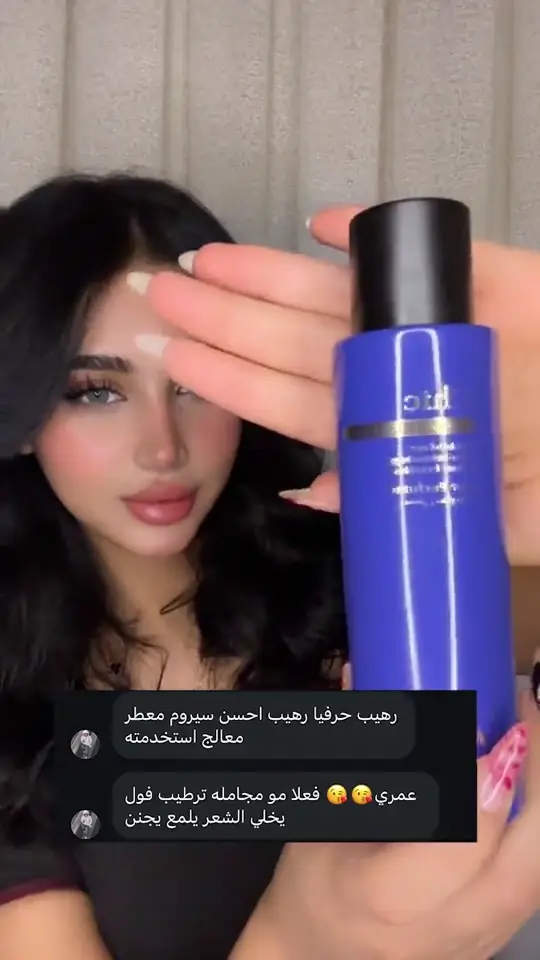 رهيب حرفيا رهيب احسن سيروم معطر
معالج استخدمته
عمري😘😘 فعلا مو مجامله ترطيب فول
يخلي الشعر يلمع يجنن